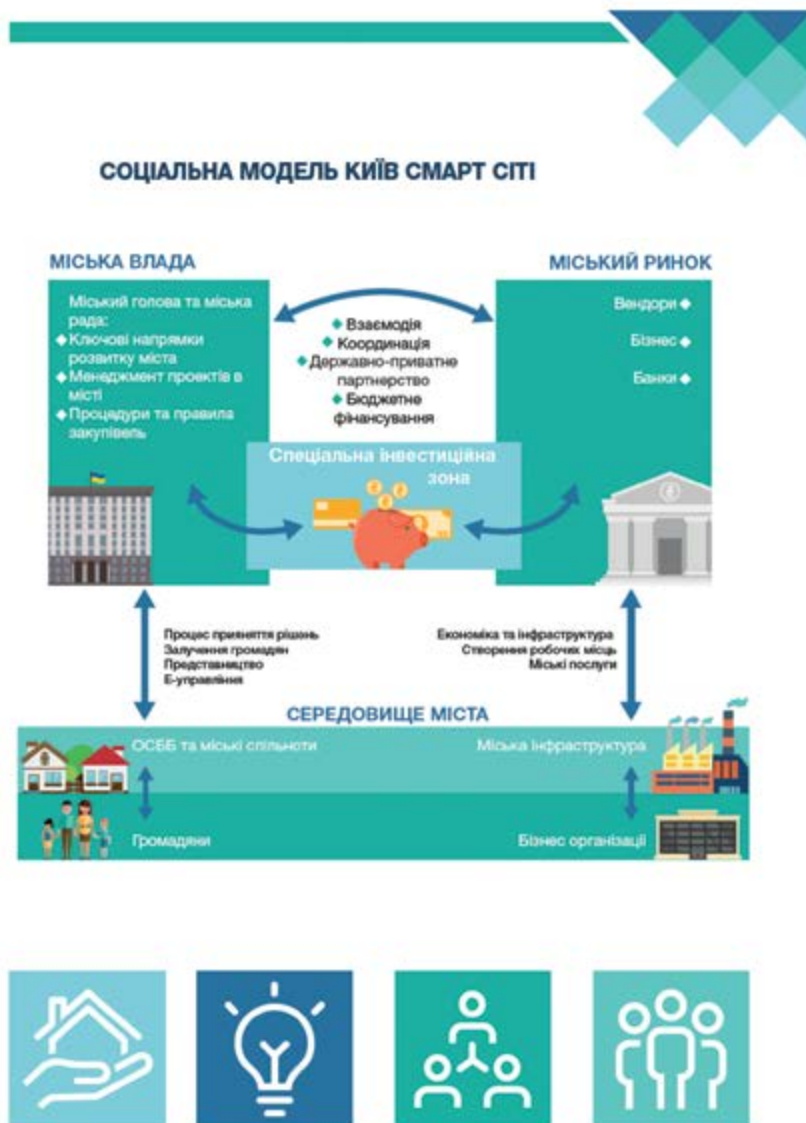 СОЦІАЛЬНА МОДЕЛЬ КИЇВ СМАРТ СІТІ
МІСЬКА ВЛАДА
Міський голова та міська
рада:
Ключові напрямки
розвитку міста
Менеджмент проектів в
місті
Процедури та правила
закупівель
Взаємодія
Координація
Державно-приватне
партнерство
Бюджетне
фінансування
МІСЬКИЙ РИНОК
Вендори
Бізнес
Банки
Спеціальна інвестиційна
зона
Процес прийняття рішень
Залучення громадян
Представництво
Е-управління
Економіка та інфраструктура
Створення робочих місць
Міські послуги
СЕРЕДОВИЩЕ МІСТА
ОСББ та міські спільноти
Міська інфраструктура
Громадяни
Бізнес організації